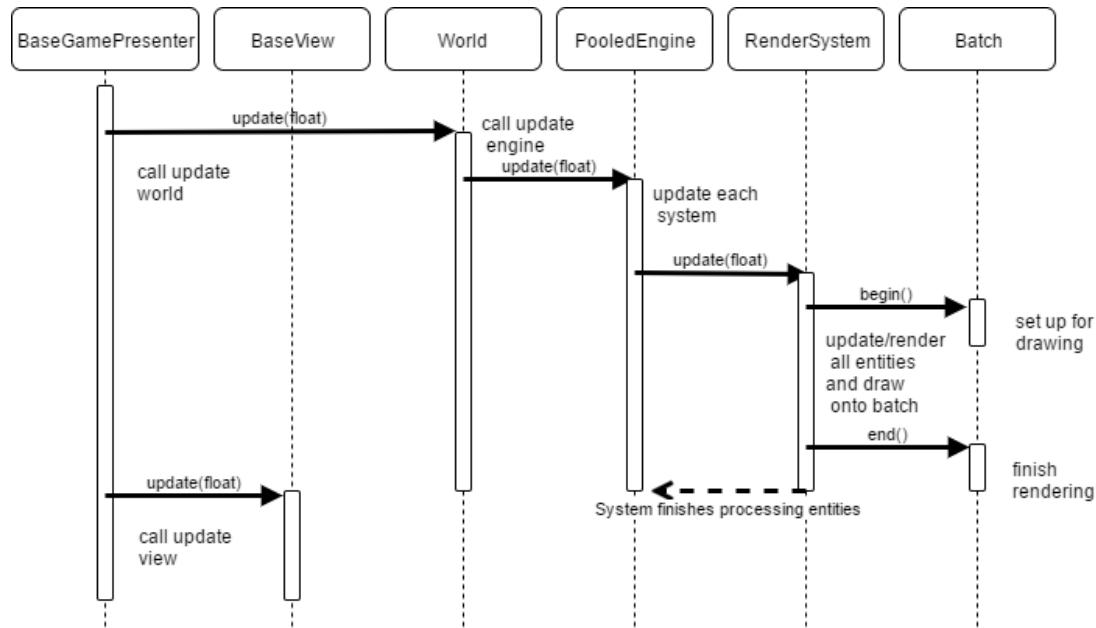 BaseGamePresenter
BaseView
World
PooledEngine
RenderSystem
Batch
update(float)
call update
engine
call update
world
update(float)
update each
system
update(float)
begin()
set up for
drawing
update/render
all entities
and draw
onto batch
end()
finish
rendering
update(float)
System finishes processing entities
call update
view